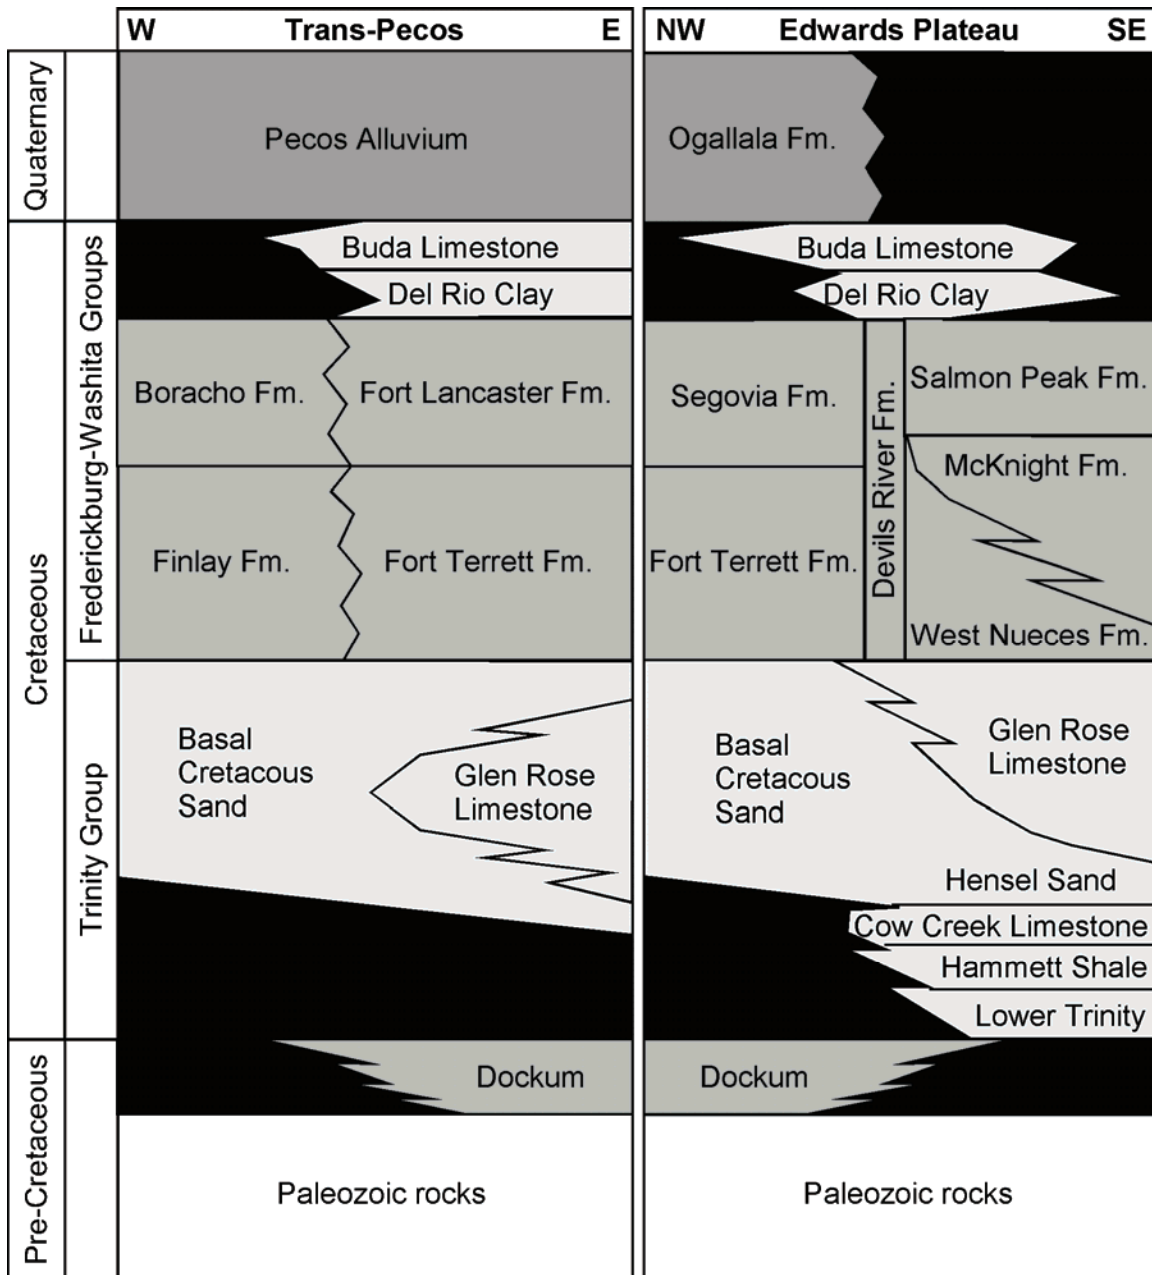 W Trans-Pecos E
NW Edwards Plateau SE
Quaternary
Cretaceous
Pre-Cretaceous
Frederickburg-Washita Groups
Trinity Group
Pecos Alluvium
Buda Limestone
Del Rio Clay
Boracho Fm.
Fort Lancaster Fm.
Finlay Fm.
Fort Terrett Fm.
Basal
Cretacous
Sand
Glen Rose
Limestone
Dockum
Paleozoic rocks
Ogallala Fm.
Buda Limestone
Del Rio Clay
Segovia Fm.
Devils River Fm.
Salmon Peak Fm.
McKnight Fm.
Fort Terrett Fm.
West Nueces Fm.
Basal
Cretacous
Sand
Glen Rose
Limestone
Hensel Sand
Cow Creek Limestone
Hammett Shale
Lower Trinity
Dockum
Paleozoic rocks